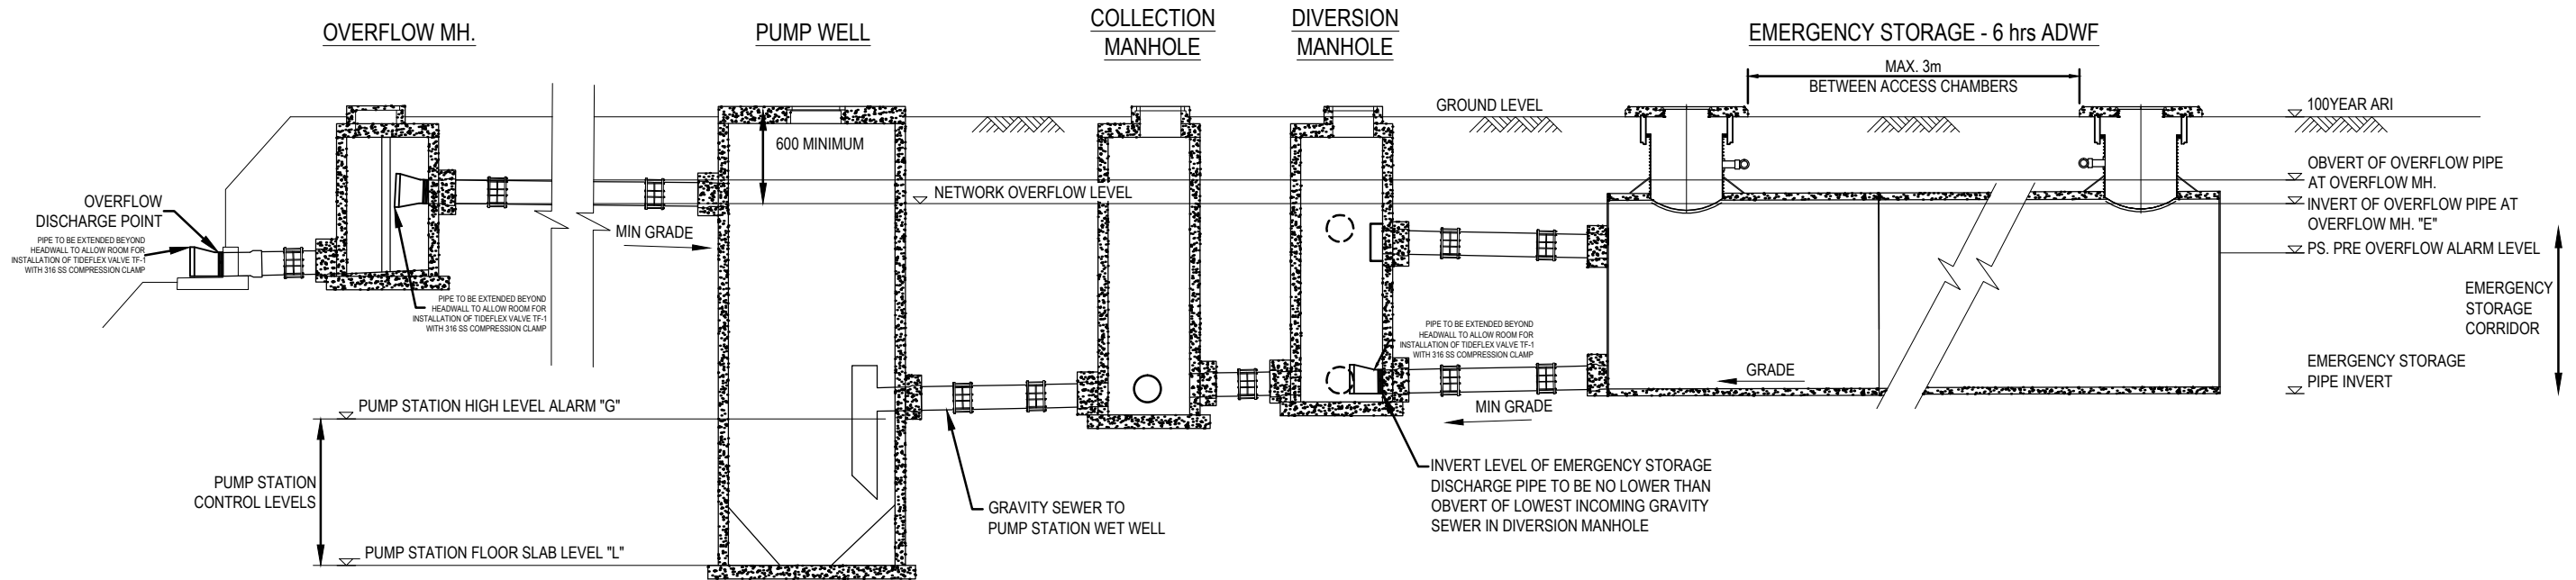 OVERFLOW MH.
PUMP WELL
COLLECTION
MANHOLE
DIVERSION
MANHOLE
EMERGENCY STORAGE - 6 hrs ADWF
MAX. 3m
BETWEEN ACCESS CHAMBERS
GROUND LEVEL
100YEAR ARI
600 MINIMUM
OBVERT OF OVERFLOW PIPE
AT OVERFLOW MH.
INVERT OF OVERFLOW PIPE AT
OVERFLOW MH. "E"
NETWORK OVERFLOW LEVEL
OVERFLOW
DISCHARGE POINT
PIPE TO BE EXTENDED BEYOND
HEADWALL TO ALLOW ROOM FOR
INSTALLATION OF TIDEFLEX VALVE TF-1
WITH 316 SS COMPRESSION CLAMP
MIN GRADE
PS. PRE OVERFLOW ALARM LEVEL
EMERGENCY
STORAGE
CORRIDOR
PIPE TO BE EXTENDED BEYOND
HEADWALL TO ALLOW ROOM FOR
INSTALLATION OF TIDEFLEX VALVE TF-1
WITH 316 SS COMPRESSION CLAMP
PIPE TO BE EXTENDED BEYOND
HEADWALL TO ALLOW ROOM FOR
INSTALLATION OF TIDEFLEX VALVE TF-1
WITH 316 SS COMPRESSION CLAMP
GRADE
EMERGENCY STORAGE
PIPE INVERT
PUMP STATION HIGH LEVEL ALARM "G"
MIN GRADE
PUMP STATION
CONTROL LEVELS
GRAVITY SEWER TO
PUMP STATION WET WELL
INVERT LEVEL OF EMERGENCY STORAGE
DISCHARGE PIPE TO BE NO LOWER THAN
OBVERT OF LOWEST INCOMING GRAVITY
SEWER IN DIVERSION MANHOLE
PUMP STATION FLOOR SLAB LEVEL "L"